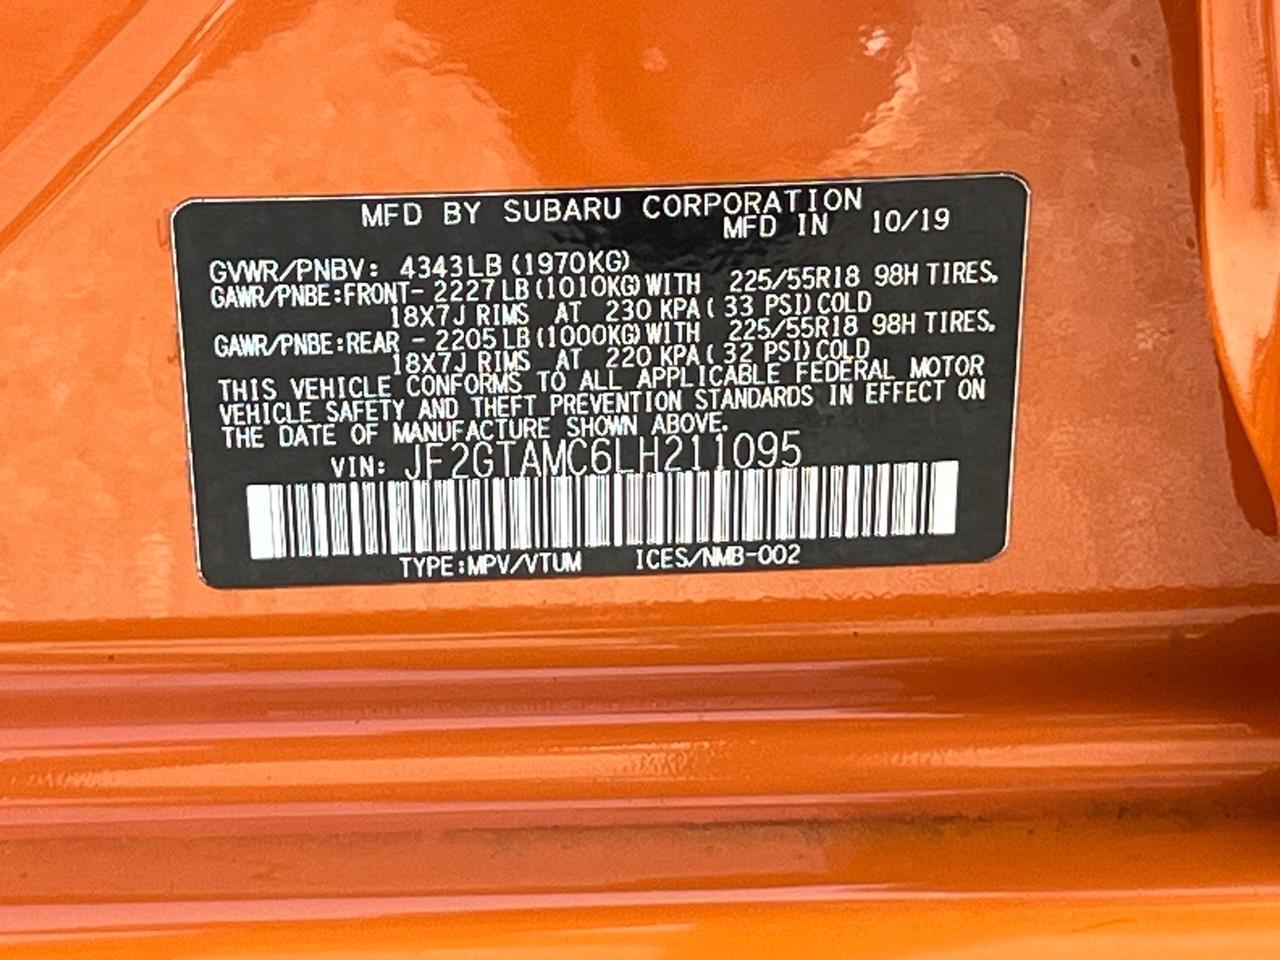 MFD BY SUBARU CORPORATION
MFD IN 10/19
GVWR/PNBV: 4343LB (1970KG)
GAWR/PNBE:FRONT- 2227LB (1010KG) WITH 225/55R18 98H TIRES,
18X7J RIMS AT 230 KPA ( 33 PSI) COLD
GAWR/PNBE:REAR - 2205LB (1000KG) WITH 225/55R18 98H TIRES,
18X7J RIMS AT 220 KPA ( 32 PSI) COLD
THIS VEHICLE CONFORMS TO ALL APPLICABLE FEDERAL MOTOR
VEHICLE SAFETY AND THEFT PREVENTION STANDARDS IN EFFECT ON
THE DATE OF MANUFACTURE SHOWN ABOVE.
VIN: JF2GTAMC6LH211095
TYPE:MPV/VTUM ICES/NMB-002